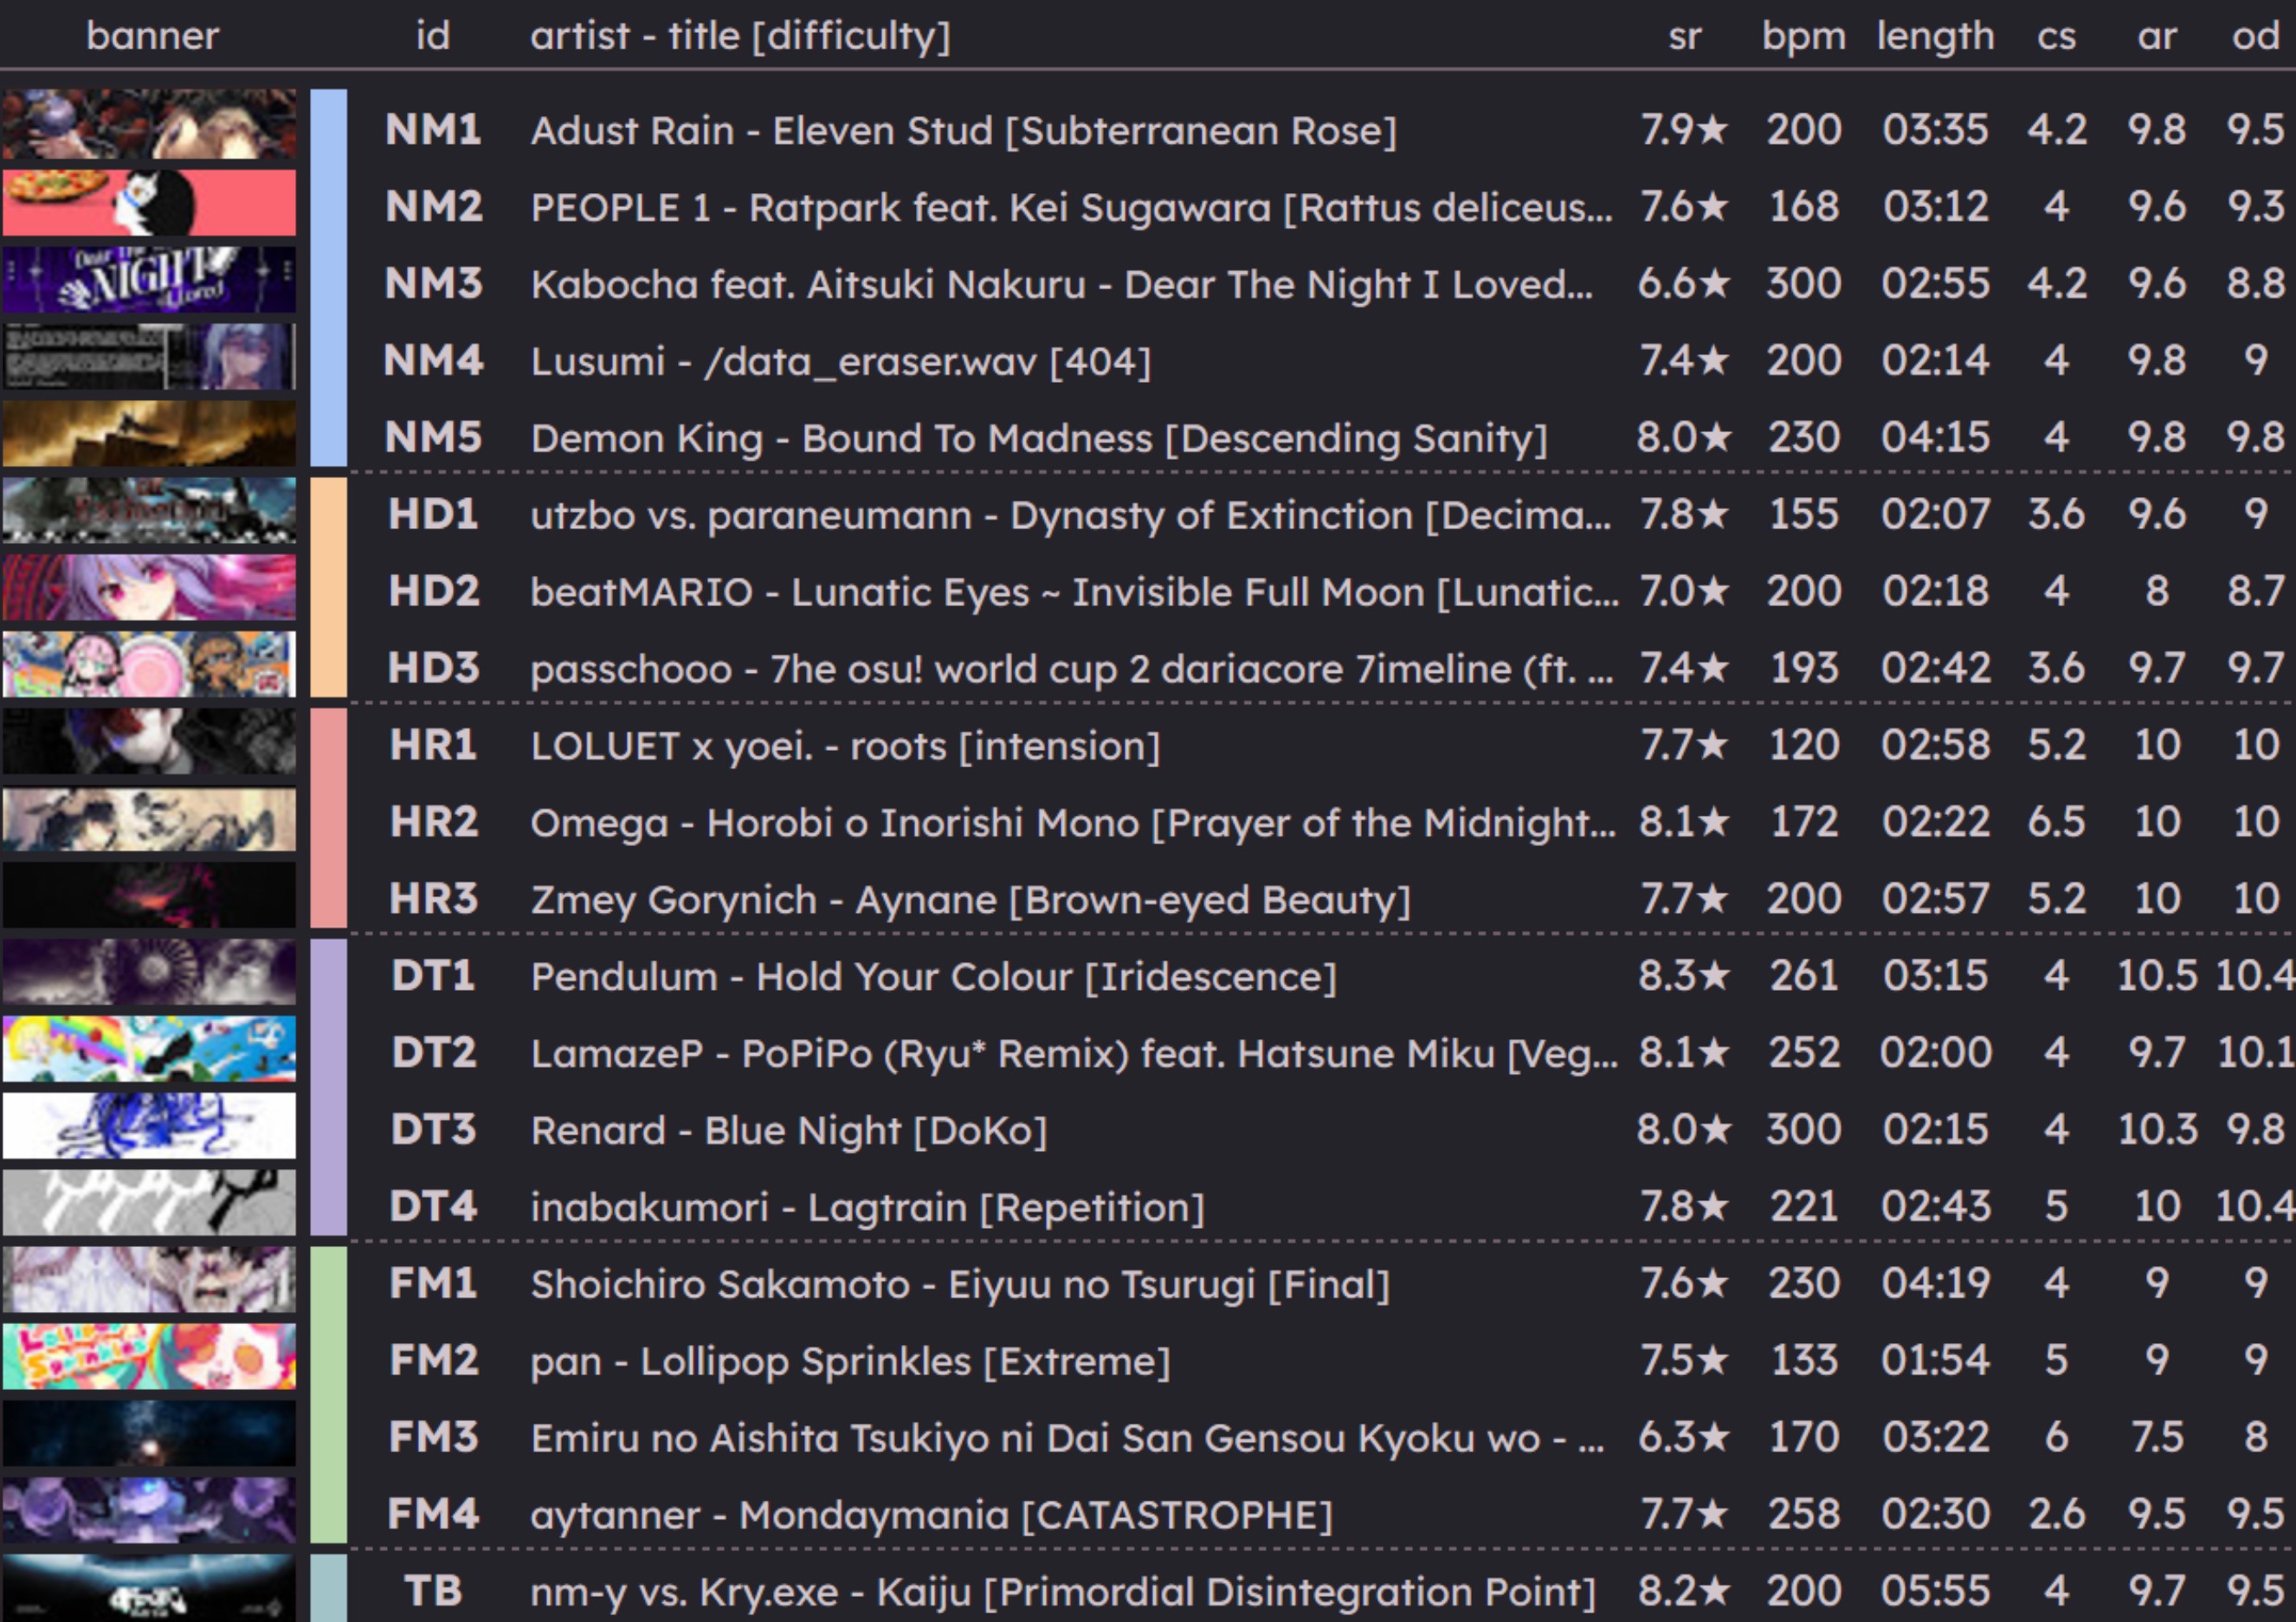 banner id artist - title [difficulty] sr bpm length cs ar od
NM1 Adust Rain - Eleven Stud [Subterranean Rose] 7.9★ 200 03:35 4.2 9.8 9.5
NM2 PEOPLE 1 - Ratpark feat. Kei Sugawara [Rattus deliceus... 7.6★ 168 03:12 4 9.6 9.3
Dear The NIGHT I Loved
NM3 Kabocha feat. Aitsuki Nakuru - Dear The Night I Loved... 6.6★ 300 02:55 4.2 9.6 8.8
NM4 Lusumi - /data_eraser.wav [404] 7.4★ 200 02:14 4 9.8 9
NM5 Demon King - Bound To Madness [Descending Sanity] 8.0★ 230 04:15 4 9.8 9.8
HD1 utzbo vs. paraneumann - Dynasty of Extinction [Decima... 7.8★ 155 02:07 3.6 9.6 9
HD2 beatMARIO - Lunatic Eyes ~ Invisible Full Moon [Lunatic... 7.0★ 200 02:18 4 8 8.7
HD3 passchooo - 7he osu! world cup 2 dariacore 7imeline (ft. ... 7.4★ 193 02:42 3.6 9.7 9.7
HR1 LOLUET x yoei. - roots [intension] 7.7★ 120 02:58 5.2 10 10
HR2 Omega - Horobi o Inorishi Mono [Prayer of the Midnight... 8.1★ 172 02:22 6.5 10 10
HR3 Zmey Gorynich - Aynane [Brown-eyed Beauty] 7.7★ 200 02:57 5.2 10 10
DT1 Pendulum - Hold Your Colour [Iridescence] 8.3★ 261 03:15 4 10.5 10.4
DT2 LamazeP - PoPiPo (Ryu* Remix) feat. Hatsune Miku [Veg... 8.1★ 252 02:00 4 9.7 10.1
DT3 Renard - Blue Night [DoKo] 8.0★ 300 02:15 4 10.3 9.8
DT4 inabakumori - Lagtrain [Repetition] 7.8★ 221 02:43 5 10 10.4
FM1 Shoichiro Sakamoto - Eiyuu no Tsurugi [Final] 7.6★ 230 04:19 4 9 9
Lollipop Sprinkles
FM2 pan - Lollipop Sprinkles [Extreme] 7.5★ 133 01:54 5 9 9
FM3 Emiru no Aishita Tsukiyo ni Dai San Gensou Kyoku wo - ... 6.3★ 170 03:22 6 7.5 8
FM4 aytanner - Mondaymania [CATASTROPHE] 7.7★ 258 02:30 2.6 9.5 9.5
TB nm-y vs. Kry.exe - Kaiju [Primordial Disintegration Point] 8.2★ 200 05:55 4 9.7 9.5